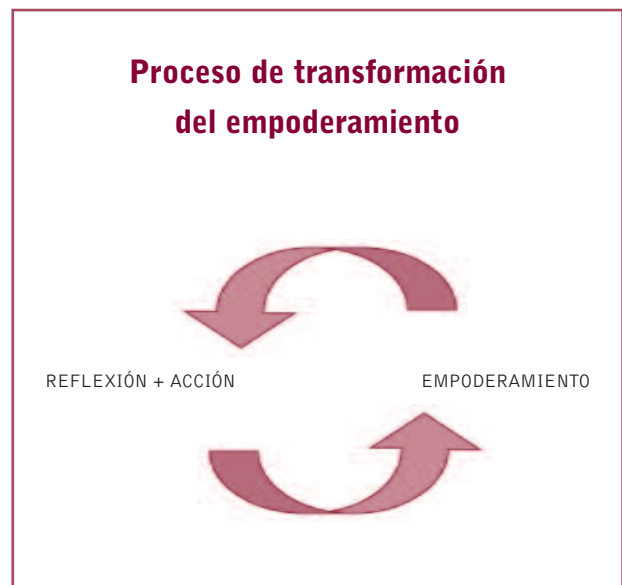 Proceso de transformación
del empoderamiento
REFLEXIÓN + ACCIÓN
EMPODERAMIENTO